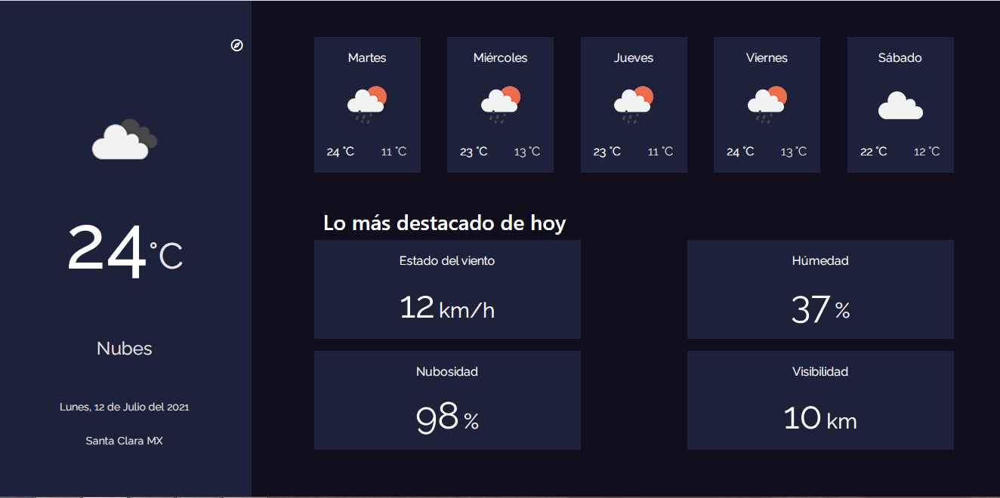 24°C
Nubes
Lunes, 12 de Julio del 2021
Santa Clara MX
Martes
24 °C 11 °C
Miércoles
23 °C 13 °C
Jueves
23 °C 11 °C
Viernes
24 °C 13 °C
Sábado
22 °C 12 °C
Lo más destacado de hoy
Estado del viento
12 km/h
Húmedad
37 %
Nubosidad
98 %
Visibilidad
10 km